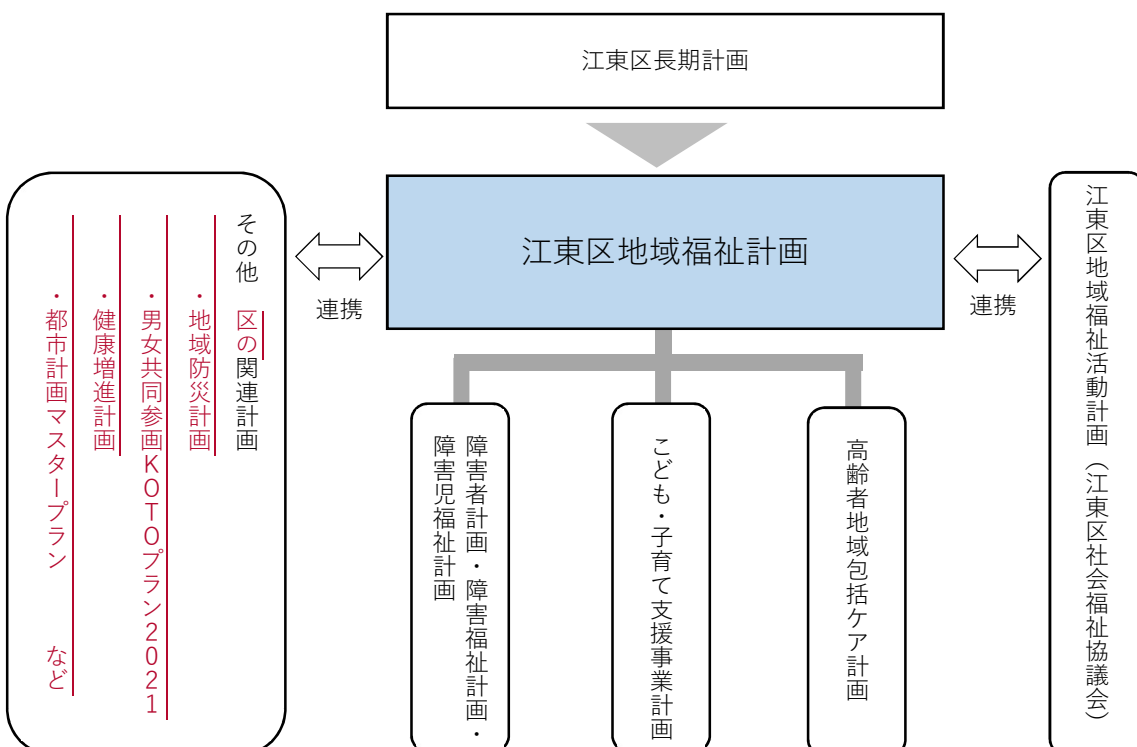 江東区長期計画
江東区地域福祉計画
連携
連携
江東区地域福祉活動計画（江東区社会福祉協議会）
高齢者地域包括ケア計画
こども・子育て支援事業計画
障害者計画・障害福祉計画・
障害児福祉計画
その他 区の関連計画
・地域防災計画
・男女共同参画KOTOプラン2021
・健康増進計画
・都市計画マスタープラン など